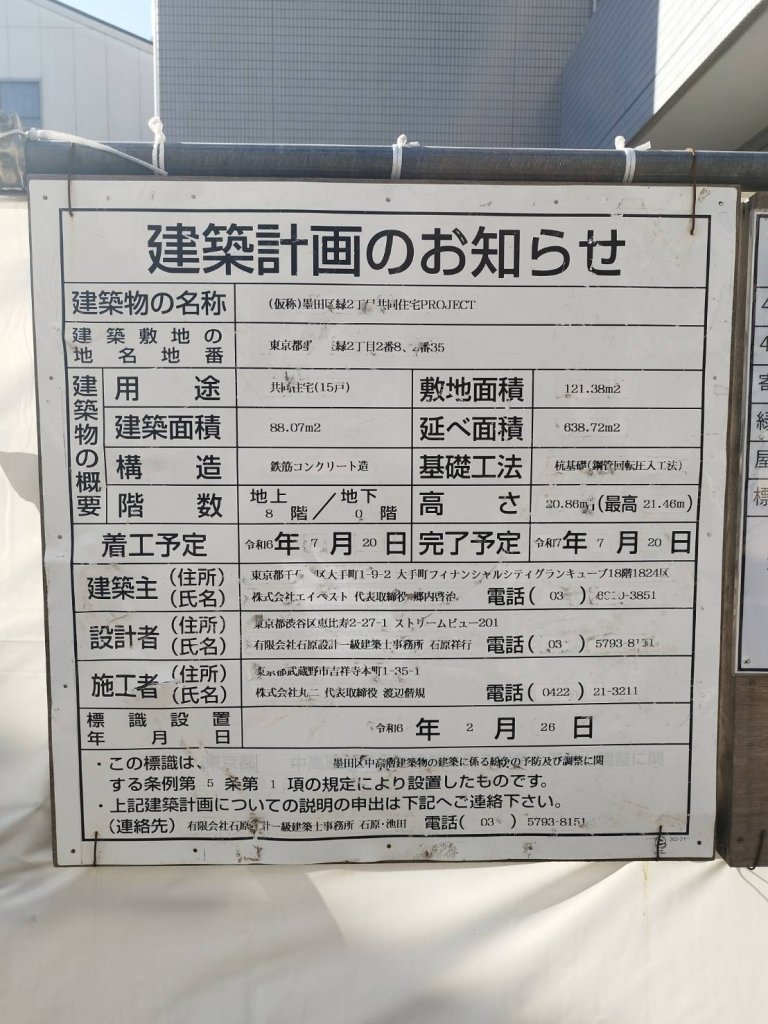 建築計画のお知らせ
建築物の名称 (仮称)墨田区緑2丁目共同住宅PROJECT
建築敷地の地名地番 東京都 緑2丁目2番8、2番35
建築物の概要
用途 共同住宅(15戸) 敷地面積 121.38m2
建築面積 88.07m2 延べ面積 638.72m2
構造 鉄筋コンクリート造 基礎工法 杭基礎(鋼管回転圧入工法)
階数 地上 8 階/地下 0 階 高さ 20.86m(最高 21.46m)
着工予定 令和6年 7 月 20 日 完了予定 令和7年 7 月 20 日
建築主 (住所) 東京都千 区大手町1-9-2 大手町フィナンシャルシティグランキューブ18階1824区
(氏名) 株式会社エイペスト 代表取締役 郷内啓治 電話( 03 ) -3851
設計者 (住所) 東京都渋谷区恵比寿2-27-1 ストリームビュー201
(氏名) 有限会社石原設計一級建築士事務所 石原祥行 電話( 03 ) 5793-81
施工者 (住所) 東京都武蔵野市吉祥寺本町1-35-1
(氏名) 株式会社丸二 代表取締役 渡辺偕規 電話( 0422 ) 21-3211
標識設置年月日 令和6 年 2 月 26 日
・この標識は、 墨田区中高層建築物の建築に係る紛争の予防及び調整に関
する条例第 5 条第 1 項の規定により設置したものです。
・上記建築計画についての説明の申出は下記へご連絡下さい。
(連絡先) 有限会社石原設計一級建築士事務所 石原・池田 電話( 03 ) 5793-8151